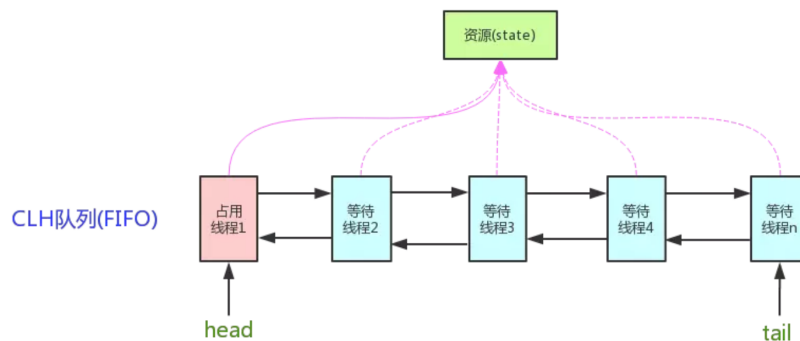 资源(state)
CLH队列(FIFO)
占用
线程1
等待
线程2
等待
线程3
等待
线程4
等待
线程n
head
tail